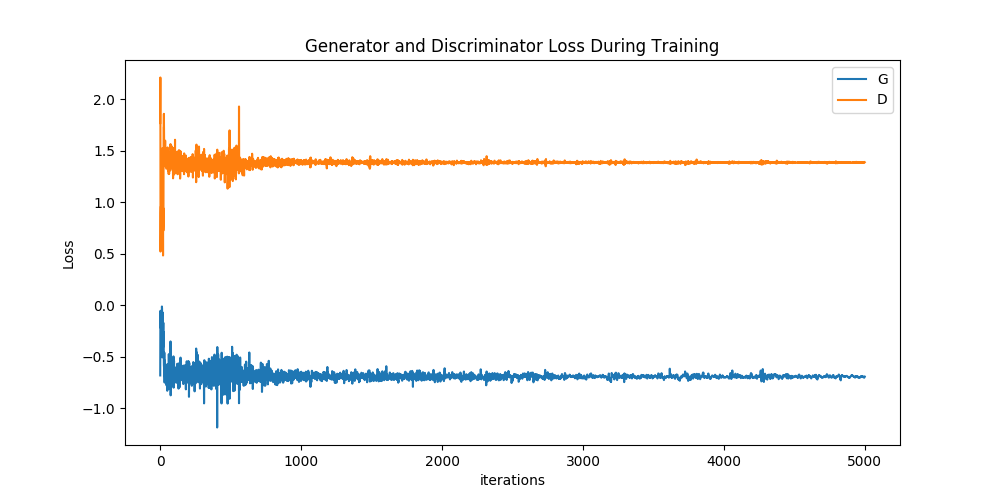 Generator and Discriminator Loss During Training
G
D
2.0
1.5
1.0
0.5
0.0
−0.5
−1.0
Loss
0 1000 2000 3000 4000 5000
iterations